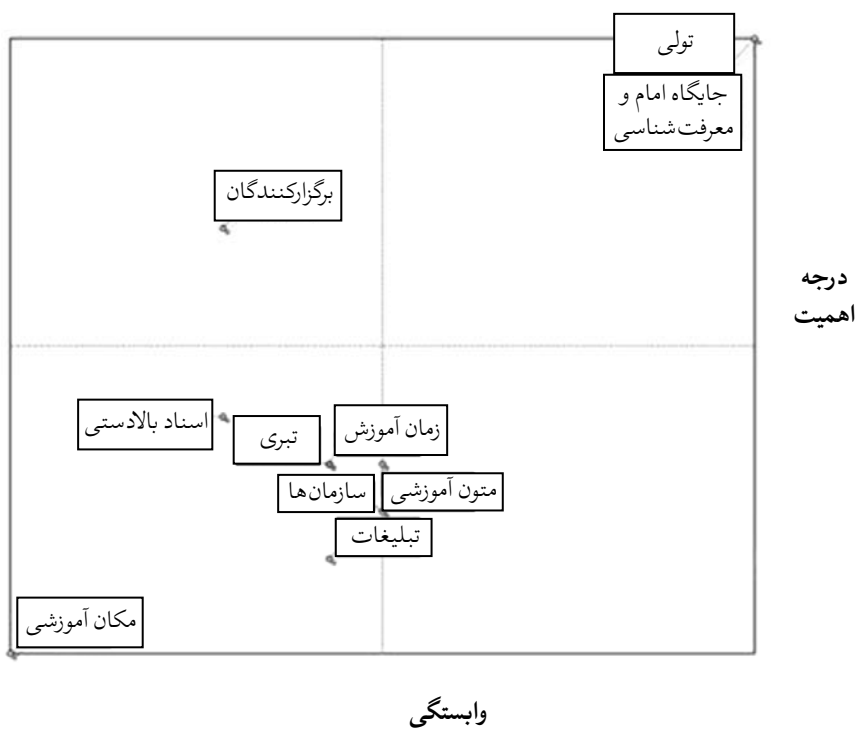 تولی
جایگاه امام و
معرفت‌شناسی
برگزارکنندگان
درجه
اهمیت
اسناد بالادستی
تبری
زمان آموزش
سازمان‌ها
متون آموزشی
تبلیغات
مکان آموزشی
وابستگی